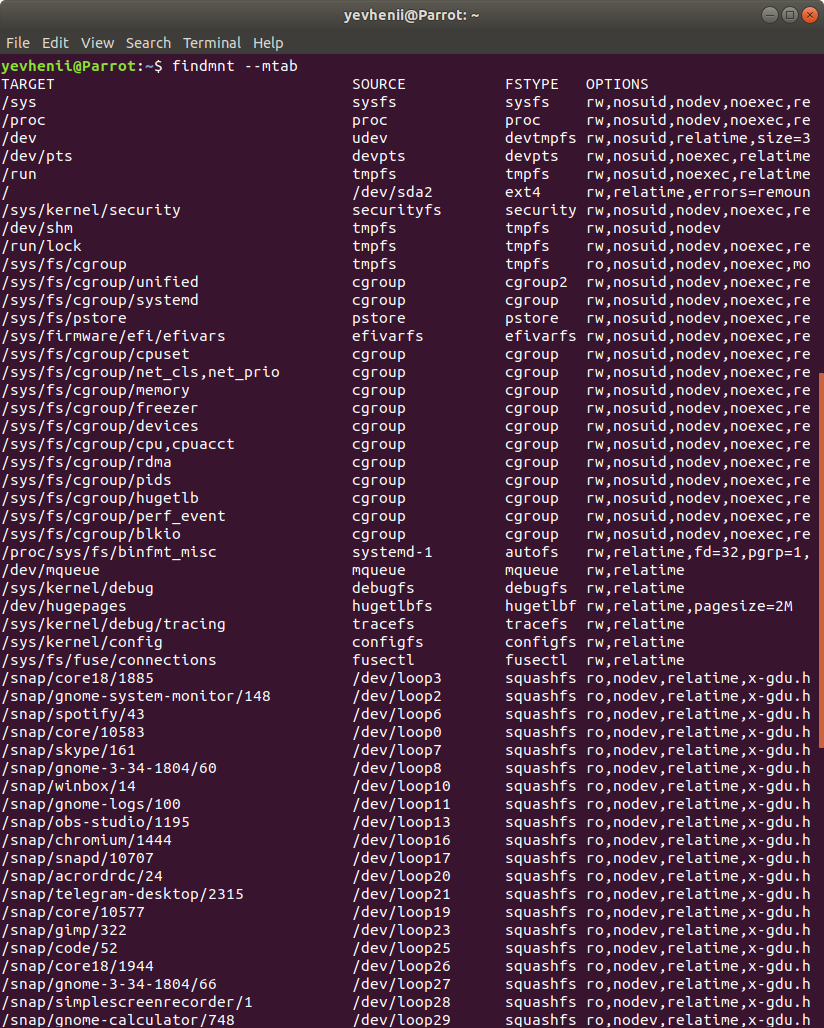 yevhenii@Parrot: ~
File Edit View Search Terminal Help
yevhenii@Parrot:~$ findmnt --mtab
TARGET SOURCE FSTYPE OPTIONS
/sys sysfs sysfs rw,nosuid,nodev,noexec,re
/proc proc proc rw,nosuid,nodev,noexec,re
/dev udev devtmpfs rw,nosuid,relatime,size=3
/dev/pts devpts devpts rw,nosuid,noexec,relatime
/run tmpfs tmpfs rw,nosuid,noexec,relatime
/ /dev/sda2 ext4 rw,relatime,errors=remoun
/sys/kernel/security securityfs security rw,nosuid,nodev,noexec,re
/dev/shm tmpfs tmpfs rw,nosuid,nodev
/run/lock tmpfs tmpfs rw,nosuid,nodev,noexec,re
/sys/fs/cgroup tmpfs tmpfs ro,nosuid,nodev,noexec,mo
/sys/fs/cgroup/unified cgroup cgroup2 rw,nosuid,nodev,noexec,re
/sys/fs/cgroup/systemd cgroup cgroup rw,nosuid,nodev,noexec,re
/sys/fs/pstore pstore pstore rw,nosuid,nodev,noexec,re
/sys/firmware/efi/efivars efivarfs efivarfs rw,nosuid,nodev,noexec,re
/sys/fs/cgroup/cpuset cgroup cgroup rw,nosuid,nodev,noexec,re
/sys/fs/cgroup/net_cls,net_prio cgroup cgroup rw,nosuid,nodev,noexec,re
/sys/fs/cgroup/memory cgroup cgroup rw,nosuid,nodev,noexec,re
/sys/fs/cgroup/freezer cgroup cgroup rw,nosuid,nodev,noexec,re
/sys/fs/cgroup/devices cgroup cgroup rw,nosuid,nodev,noexec,re
/sys/fs/cgroup/cpu,cpuacct cgroup cgroup rw,nosuid,nodev,noexec,re
/sys/fs/cgroup/rdma cgroup cgroup rw,nosuid,nodev,noexec,re
/sys/fs/cgroup/pids cgroup cgroup rw,nosuid,nodev,noexec,re
/sys/fs/cgroup/hugetlb cgroup cgroup rw,nosuid,nodev,noexec,re
/sys/fs/cgroup/perf_event cgroup cgroup rw,nosuid,nodev,noexec,re
/sys/fs/cgroup/blkio cgroup cgroup rw,nosuid,nodev,noexec,re
/proc/sys/fs/binfmt_misc systemd-1 autofs rw,relatime,fd=32,pgrp=1,
/dev/mqueue mqueue mqueue rw,relatime
/sys/kernel/debug debugfs debugfs rw,relatime
/dev/hugepages hugetlbfs hugetlbf rw,relatime,pagesize=2M
/sys/kernel/debug/tracing tracefs tracefs rw,relatime
/sys/kernel/config configfs configfs rw,relatime
/sys/fs/fuse/connections fusectl fusectl rw,relatime
/snap/core18/1885 /dev/loop3 squashfs ro,nodev,relatime,x-gdu.h
/snap/gnome-system-monitor/148 /dev/loop2 squashfs ro,nodev,relatime,x-gdu.h
/snap/spotify/43 /dev/loop6 squashfs ro,nodev,relatime,x-gdu.h
/snap/core/10583 /dev/loop0 squashfs ro,nodev,relatime,x-gdu.h
/snap/skype/161 /dev/loop7 squashfs ro,nodev,relatime,x-gdu.h
/snap/gnome-3-34-1804/60 /dev/loop8 squashfs ro,nodev,relatime,x-gdu.h
/snap/winbox/14 /dev/loop10 squashfs ro,nodev,relatime,x-gdu.h
/snap/gnome-logs/100 /dev/loop11 squashfs ro,nodev,relatime,x-gdu.h
/snap/obs-studio/1195 /dev/loop13 squashfs ro,nodev,relatime,x-gdu.h
/snap/chromium/1444 /dev/loop16 squashfs ro,nodev,relatime,x-gdu.h
/snap/snapd/10707 /dev/loop17 squashfs ro,nodev,relatime,x-gdu.h
/snap/acrordrdc/24 /dev/loop20 squashfs ro,nodev,relatime,x-gdu.h
/snap/telegram-desktop/2315 /dev/loop21 squashfs ro,nodev,relatime,x-gdu.h
/snap/core/10577 /dev/loop19 squashfs ro,nodev,relatime,x-gdu.h
/snap/gimp/322 /dev/loop23 squashfs ro,nodev,relatime,x-gdu.h
/snap/code/52 /dev/loop25 squashfs ro,nodev,relatime,x-gdu.h
/snap/core18/1944 /dev/loop26 squashfs ro,nodev,relatime,x-gdu.h
/snap/gnome-3-34-1804/66 /dev/loop27 squashfs ro,nodev,relatime,x-gdu.h
/snap/simplescreenrecorder/1 /dev/loop28 squashfs ro,nodev,relatime,x-gdu.h
/snap/gnome-calculator/748 /dev/loop29 squashfs ro,nodev,relatime,x-gdu.h